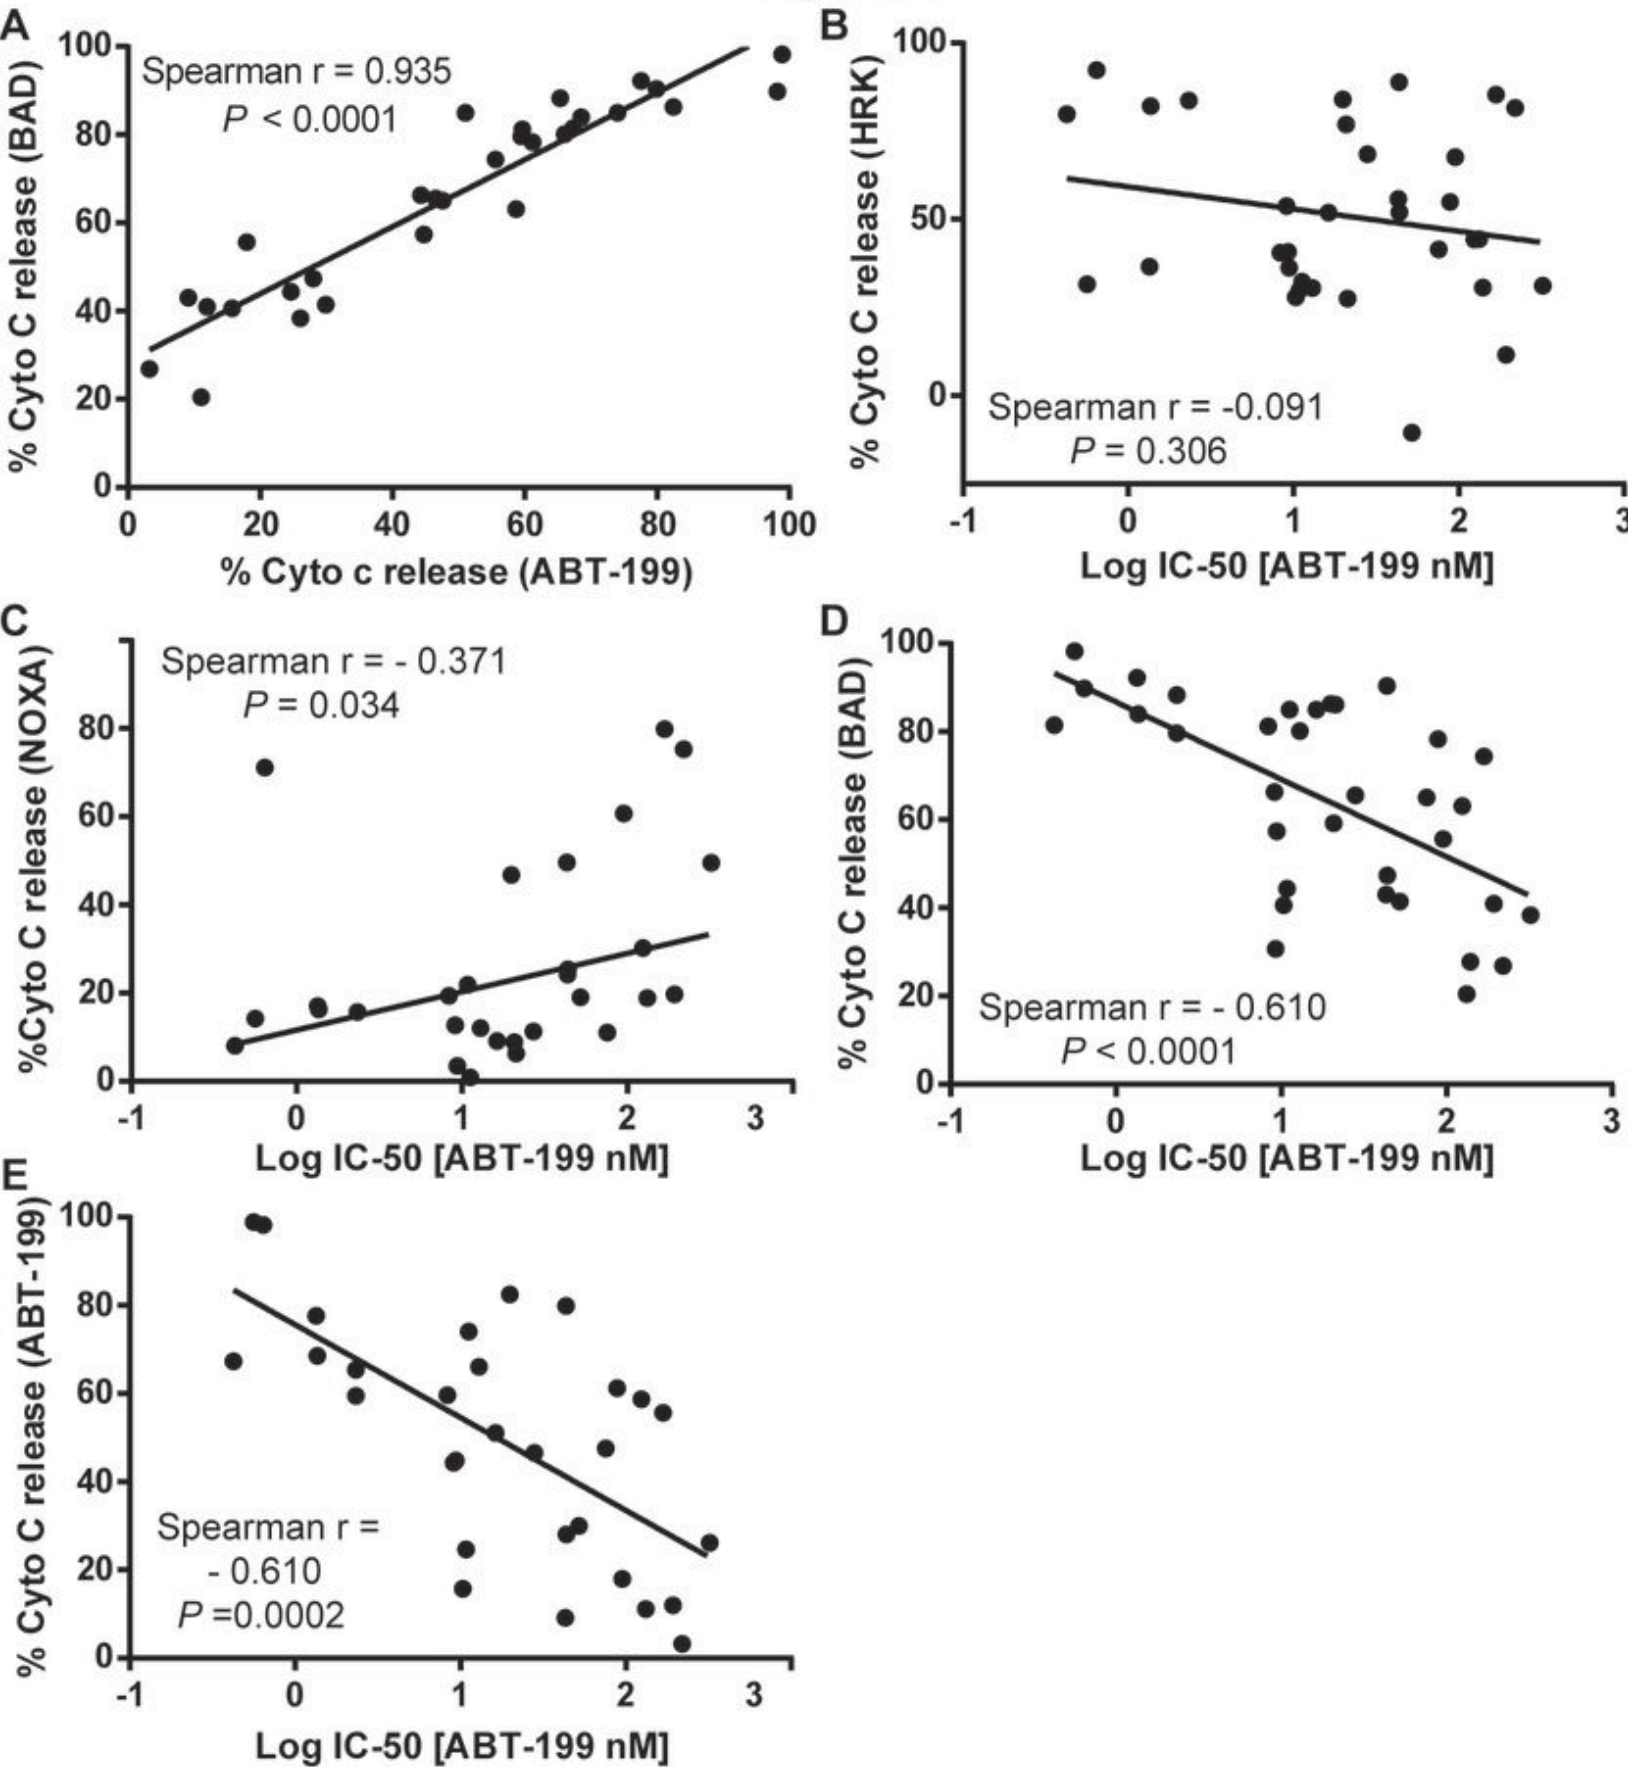 A
% Cyto C release (BAD)
100
80
60
40
20
0
Spearman r = 0.935
P < 0.0001
0 20 40 60 80 100
% Cyto c release (ABT-199)
B
% Cyto C release (HRK)
100
50
0
Spearman r = -0.091
P = 0.306
-1 0 1 2 3
Log IC-50 [ABT-199 nM]
C
%Cyto C release (NOXA)
80
60
40
20
0
Spearman r = - 0.371
P = 0.034
-1 0 1 2 3
Log IC-50 [ABT-199 nM]
D
% Cyto C release (BAD)
100
80
60
40
20
0
Spearman r = - 0.610
P < 0.0001
-1 0 1 2 3
Log IC-50 [ABT-199 nM]
E
% Cyto C release (ABT-199)
100
80
60
40
20
0
Spearman r =
- 0.610
P =0.0002
-1 0 1 2 3
Log IC-50 [ABT-199 nM]